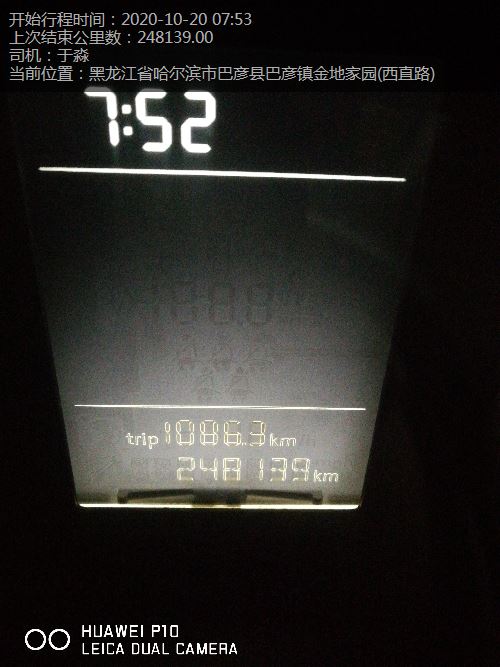 开始行程时间：2020-10-20 07:53
上次结束公里数：248139.00
司机：于淼
当前位置：黑龙江省哈尔滨市巴彦县巴彦镇金地家园(西直路)
7:52
trip 1086.3 km
248139 km
HUAWEI P10
LEICA DUAL CAMERA